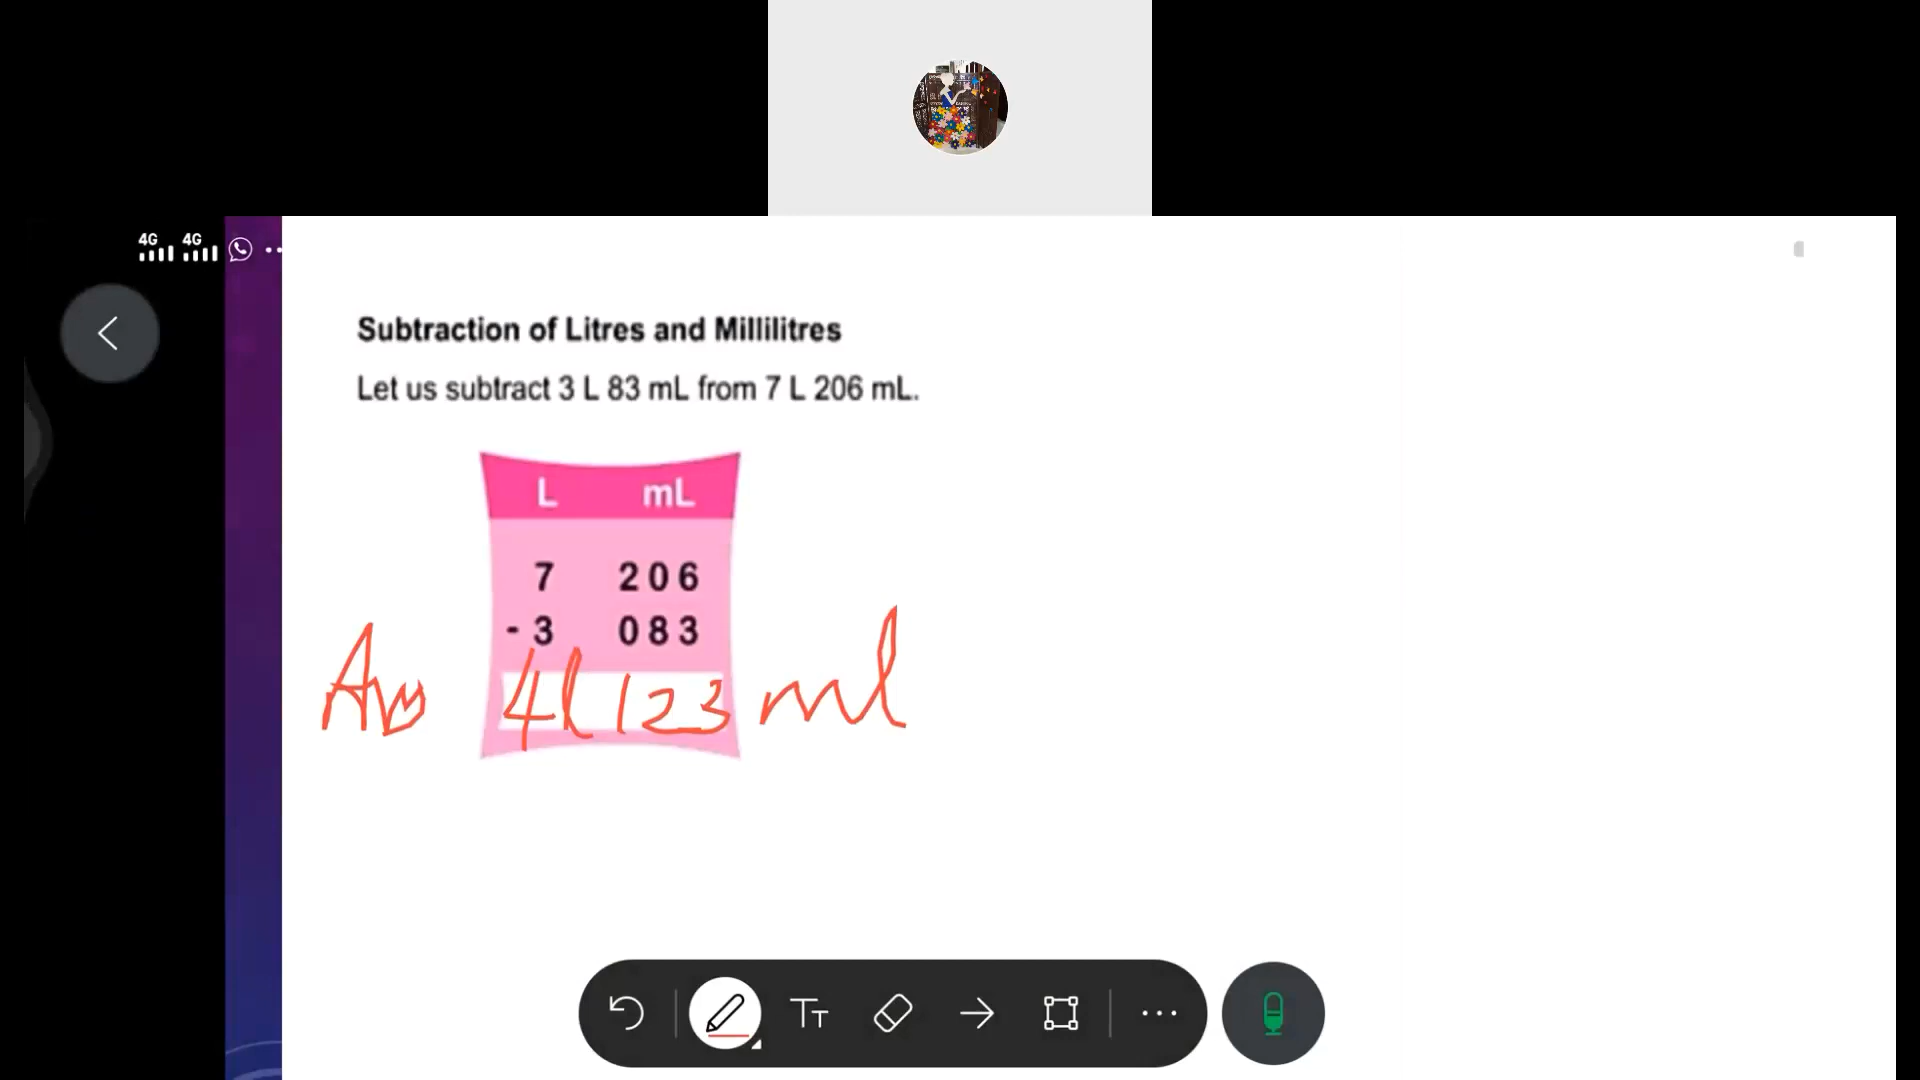 4G 4G
Subtraction of Litres and Millilitres
Let us subtract 3 L 83 mL from 7 L 206 mL.
L mL
7 206
- 3 083
Ans 4l 123 ml
TT